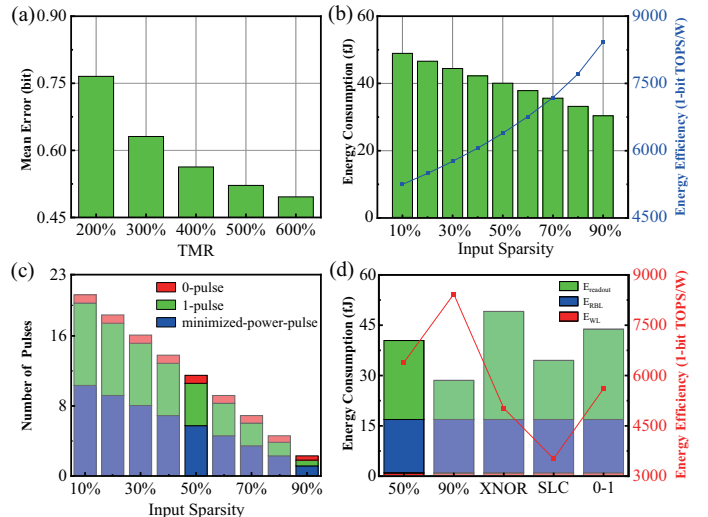 (a)
0.90
0.75
0.60
0.45
Mean Error (bit)
200% 300% 400% 500% 600%
TMR
(b)
60
40
20
0
Energy Consumption (fJ)
9000
7500
6000
4500
Energy Efficiency (1-bit TOPS/W)
10% 30% 50% 70% 90%
Input Sparsity
(c)
23
16
8
0
Number of Pulses
0-pulse
1-pulse
minimized-power-pulse
10% 30% 50% 70% 90%
Input Sparsity
(d)
60
45
30
15
0
Energy Consumption (fJ)
E_readout
E_RBL
E_WL
9000
7500
6000
4500
3000
Energy Efficiency (1-bit TOPS/W)
50% 90% XNOR SLC 0-1